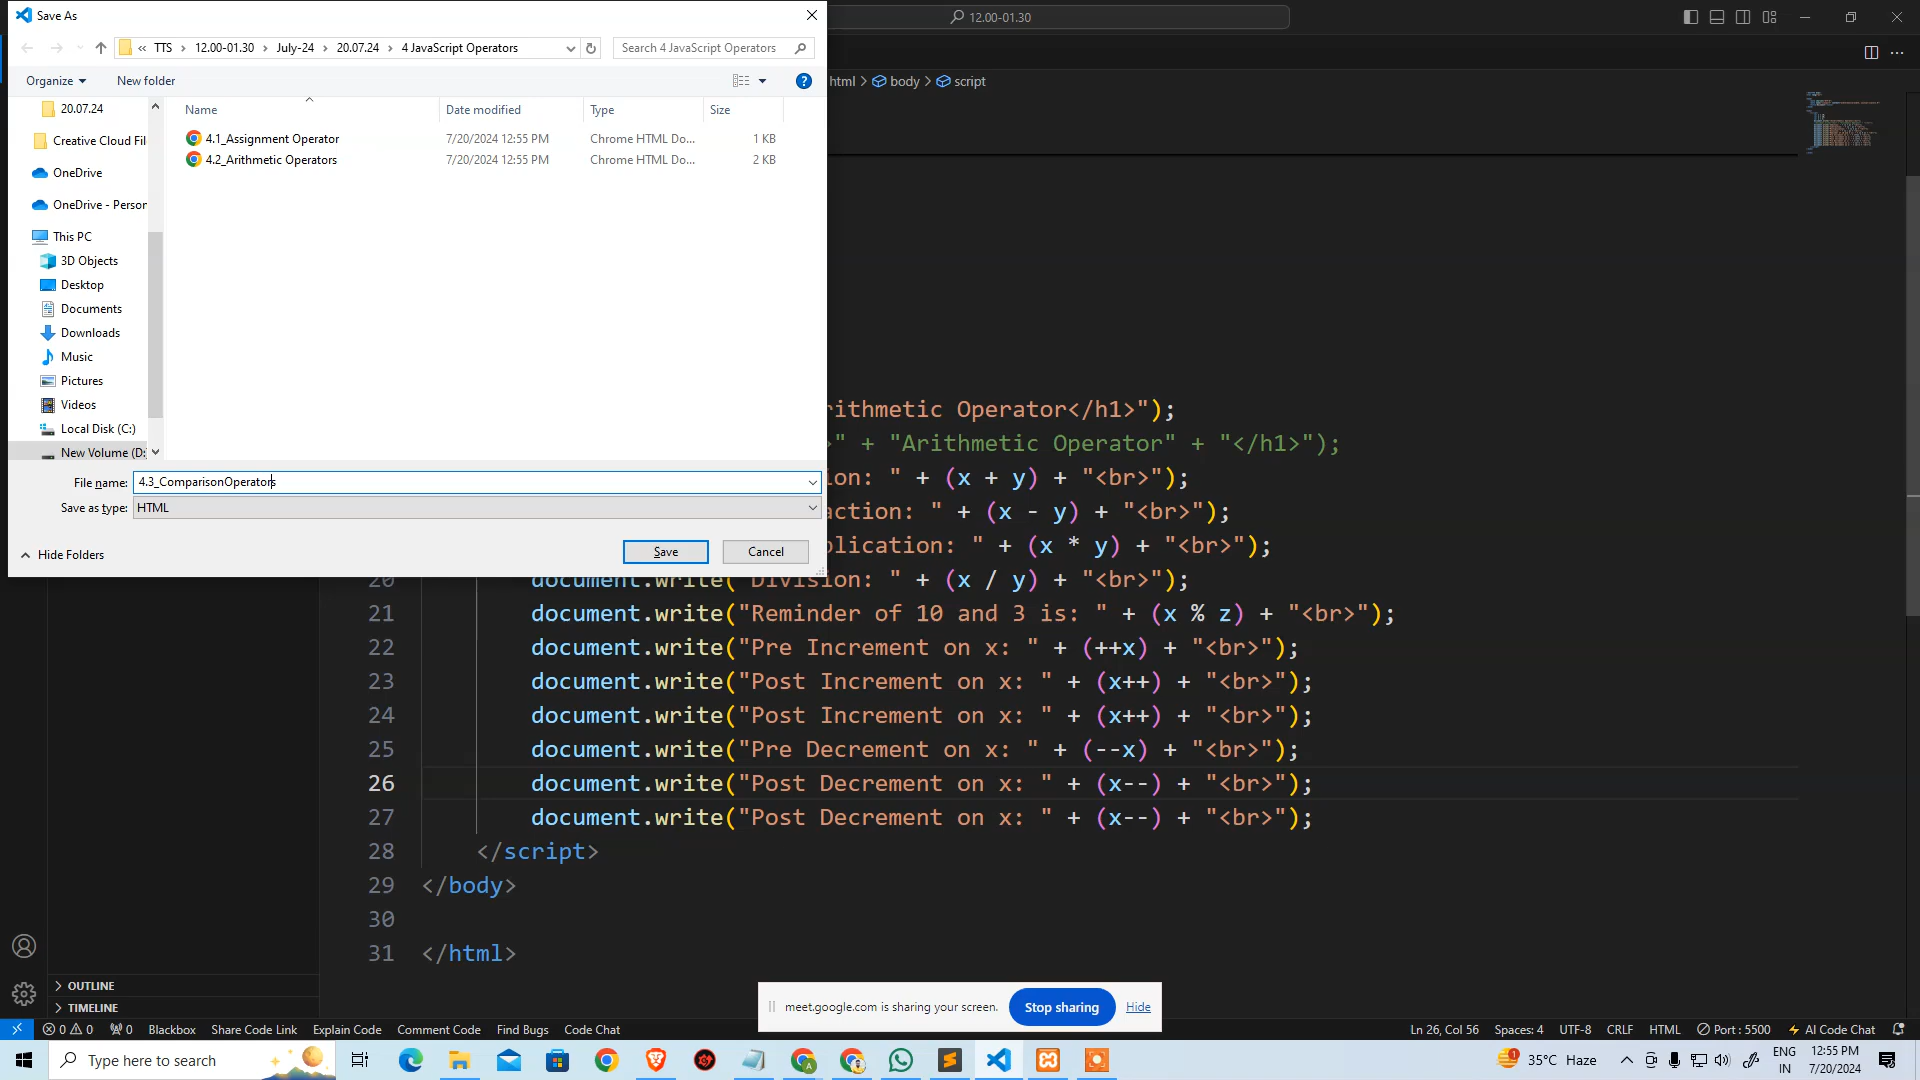 Save As
12.00-01.30
« TTS > 12.00-01.30 > July-24 > 20.07.24 > 4 JavaScript Operators
Search 4 JavaScript Operators
Organize
New folder
html > body > script
20.07.24
Creative Cloud Fil
OneDrive
OneDrive - Person
This PC
3D Objects
Desktop
Documents
Downloads
Music
Pictures
Videos
Local Disk (C:)
New Volume (D:
Name Date modified Type Size
4.1_Assignment Operator 7/20/2024 12:55 PM Chrome HTML Do... 1 KB
4.2_Arithmetic Operators 7/20/2024 12:55 PM Chrome HTML Do... 2 KB
File name: 4.3_ComparisonOperators
Save as type: HTML
Hide Folders
Save
Cancel
rithmetic Operator</h1>");
" + "Arithmetic Operator" + "</h1>");
ion: " + (x + y) + "<br>");
action: " + (x - y) + "<br>");
plication: " + (x * y) + "<br>");
20 document.write("Division: " + (x / y) + "<br>");
21 document.write("Reminder of 10 and 3 is: " + (x % z) + "<br>");
22 document.write("Pre Increment on x: " + (++x) + "<br>");
23 document.write("Post Increment on x: " + (x++) + "<br>");
24 document.write("Post Increment on x: " + (x++) + "<br>");
25 document.write("Pre Decrement on x: " + (--x) + "<br>");
26 document.write("Post Decrement on x: " + (x--) + "<br>");
27 document.write("Post Decrement on x: " + (x--) + "<br>");
28 </script>
29 </body>
30
31 </html>
OUTLINE
TIMELINE
meet.google.com is sharing your screen. Stop sharing Hide
0 0 0 Blackbox Share Code Link Explain Code Comment Code Find Bugs Code Chat
Ln 26, Col 56 Spaces: 4 UTF-8 CRLF HTML Port : 5500 AI Code Chat
Type here to search
1 35°C Haze
ENG
IN
12:55 PM
7/20/2024